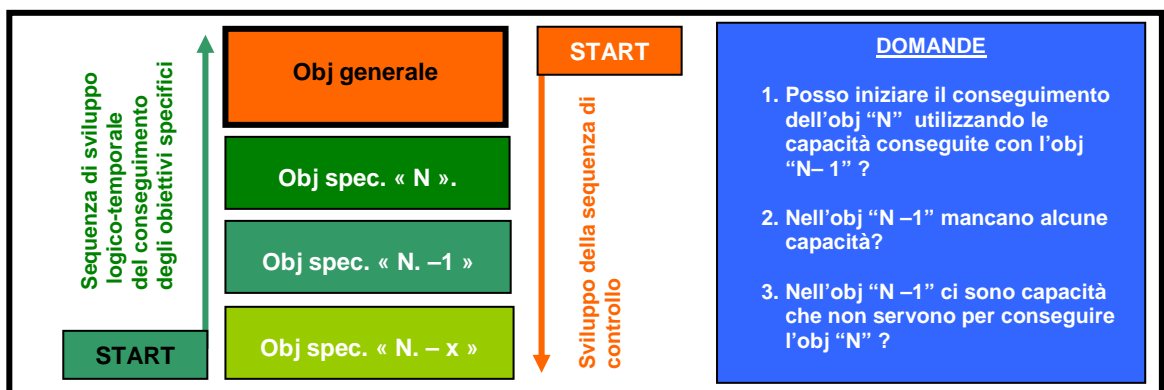 Sequenza di sviluppo
logico-temporale
del conseguimento
degli obiettivi specifici
START
Obj generale
Obj spec. « N ».
Obj spec. « N. –1 »
Obj spec. « N. – x »
START
Sviluppo della sequenza di
controllo
DOMANDE
1. Posso iniziare il conseguimento
dell'obj “N” utilizzando le
capacità conseguite con l'obj
“N– 1” ?
2. Nell'obj “N –1” mancano alcune
capacità?
3. Nell'obj “N –1” ci sono capacità
che non servono per conseguire
l'obj “N” ?